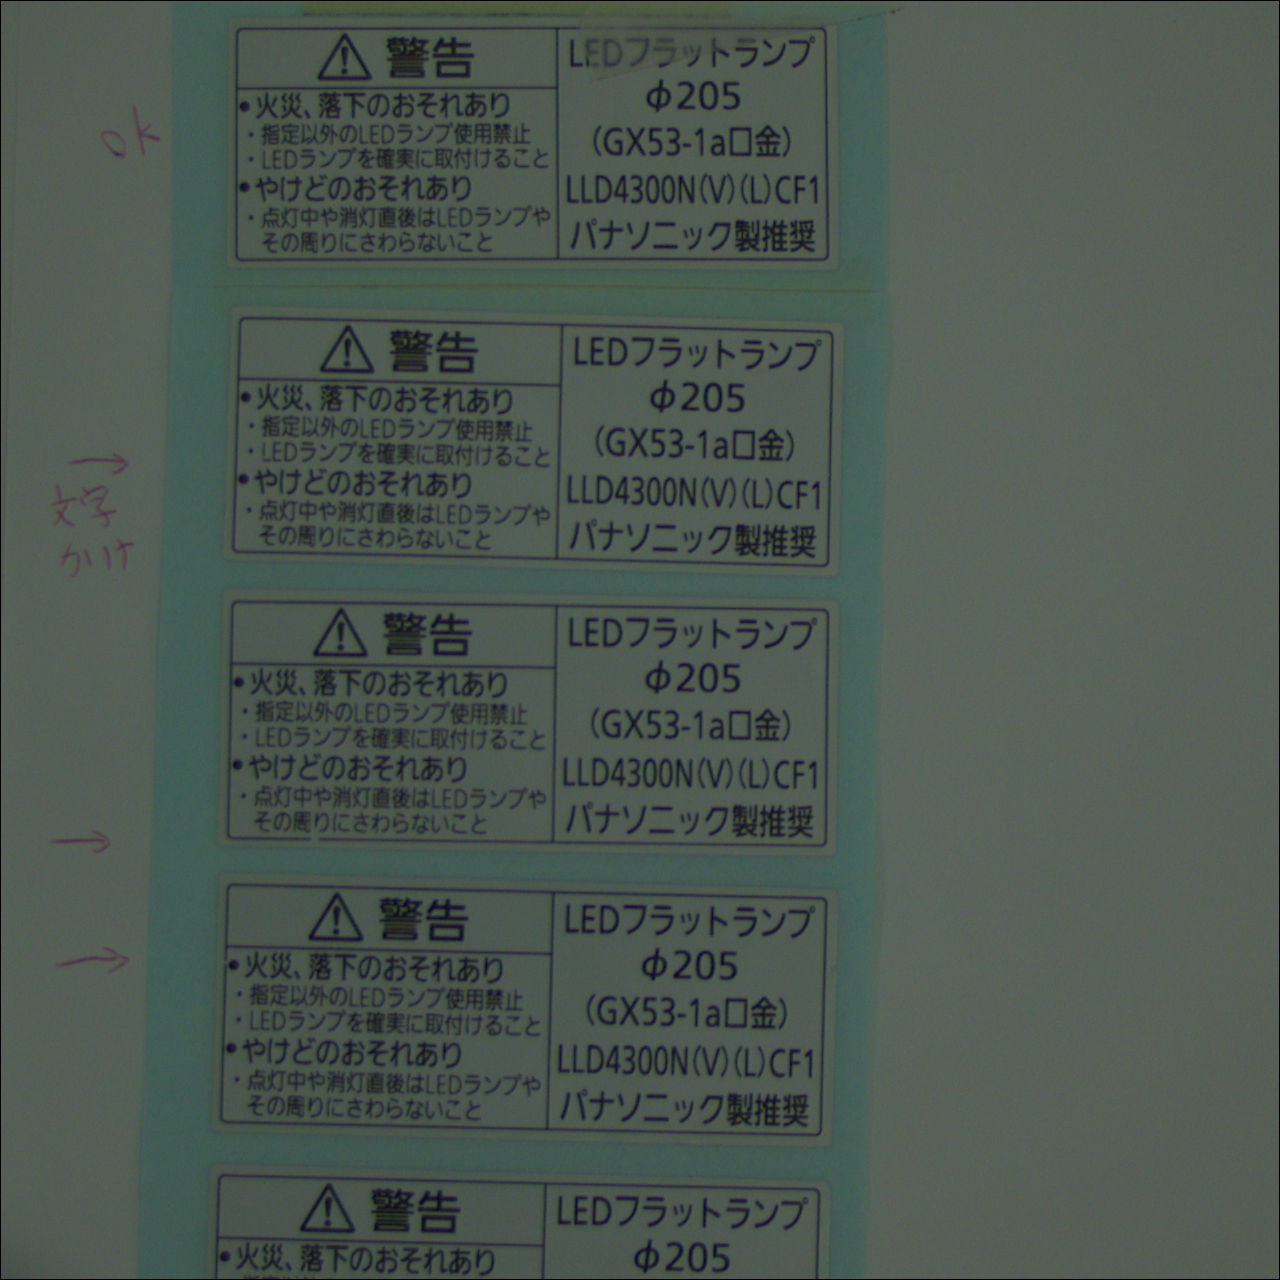 ok
⚠ 警告
●火災、落下のおそれあり
・指定以外のLEDランプ使用禁止
・LEDランプを確実に取付けること
●やけどのおそれあり
・点灯中や消灯直後はLEDランプや
その周りにさわらないこと
LEDフラットランプ
φ205
(GX53-1a口金)
LLD4300N(V)(L)CF1
パナソニック製推奨
→
文字
カケ
⚠ 警告
●火災、落下のおそれあり
・指定以外のLEDランプ使用禁止
・LEDランプを確実に取付けること
●やけどのおそれあり
・点灯中や消灯直後はLEDランプや
その周りにさわらないこと
LEDフラットランプ
φ205
(GX53-1a口金)
LLD4300N(V)(L)CF1
パナソニック製推奨
→
⚠ 警告
●火災、落下のおそれあり
・指定以外のLEDランプ使用禁止
・LEDランプを確実に取付けること
●やけどのおそれあり
・点灯中や消灯直後はLEDランプや
その周りにさわらないこと
LEDフラットランプ
φ205
(GX53-1a口金)
LLD4300N(V)(L)CF1
パナソニック製推奨
→
⚠ 警告
●火災、落下のおそれあり
・指定以外のLEDランプ使用禁止
・LEDランプを確実に取付けること
●やけどのおそれあり
・点灯中や消灯直後はLEDランプや
その周りにさわらないこと
LEDフラットランプ
φ205
(GX53-1a口金)
LLD4300N(V)(L)CF1
パナソニック製推奨
⚠ 警告
●火災、落下のおそれあり
LEDフラットランプ
φ205